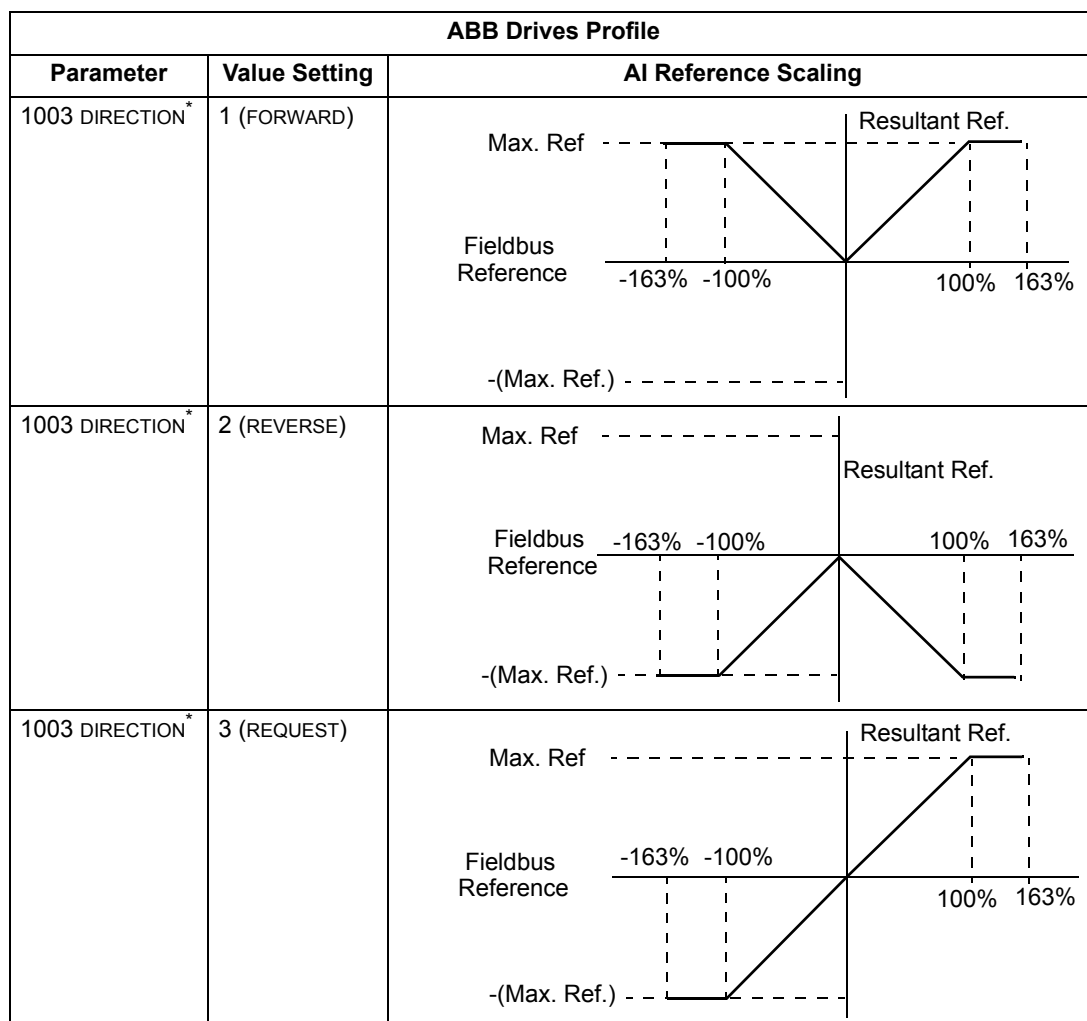 ABB Drives Profile
Parameter Value Setting AI Reference Scaling
1003 DIRECTION* 1 (FORWARD)
Resultant Ref.
Max. Ref
Fieldbus
Reference
-163% -100% 100% 163%
-(Max. Ref.)
1003 DIRECTION* 2 (REVERSE)
Max. Ref
Resultant Ref.
Fieldbus
Reference
-163% -100% 100% 163%
-(Max. Ref.)
1003 DIRECTION* 3 (REQUEST)
Resultant Ref.
Max. Ref
-163% -100%
Fieldbus
Reference
100% 163%
-(Max. Ref.)